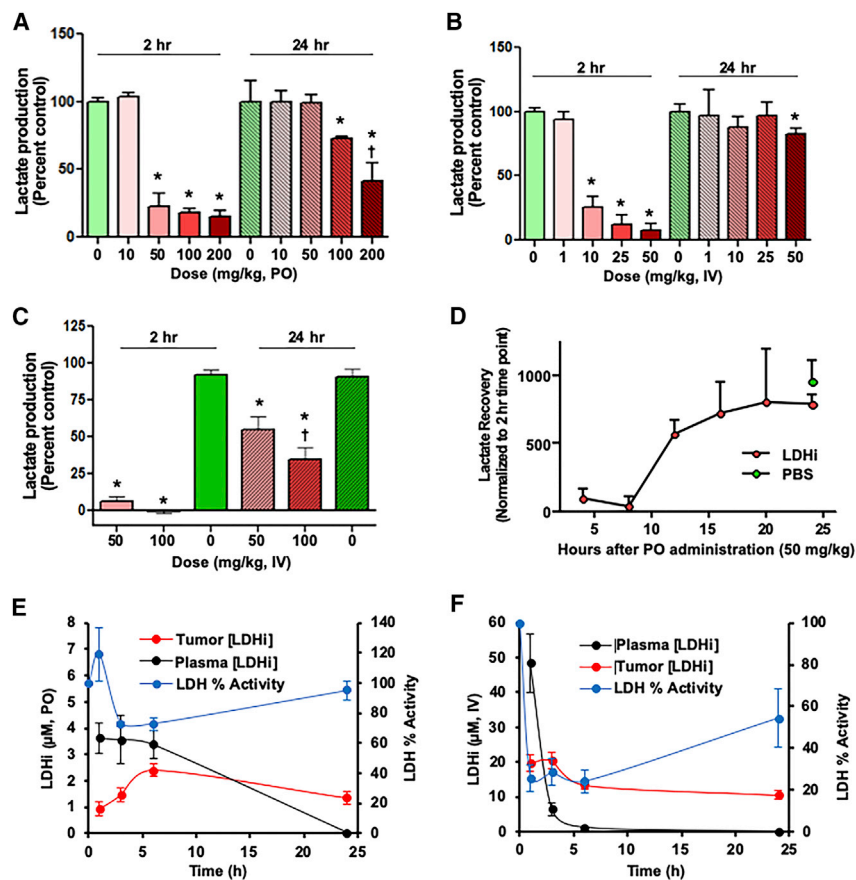 A
2 hr
24 hr
Lactate production
(Percent control)
150
100
50
0
0 10 50 100 200 0 10 50 100 200
Dose (mg/kg, PO)
* * * * *
†
B
2 hr
24 hr
Lactate production
(Percent control)
150
100
50
0
0 1 10 25 50 0 1 10 25 50
Dose (mg/kg, IV)
* * * *
C
2 hr
24 hr
Lactate production
(Percent control)
125
100
75
50
25
0
50 100 0 50 100 0
Dose (mg/kg, IV)
* * * *
†
D
Lactate Recovery
(Normalized to 2 hr time point)
1000
500
0
5 10 15 20 25
Hours after PO administration (50 mg/kg)
LDHi
PBS
E
LDHi (µM, PO)
8
7
6
5
4
3
2
1
0
0 5 10 15 20 25
Time (h)
Tumor [LDHi]
Plasma [LDHi]
LDH % Activity
140
120
100
80
60
40
20
0
LDH % Activity
F
LDHi (µM, IV)
60
50
40
30
20
10
0
0 5 10 15 20 25
Time (h)
Plasma [LDHi]
Tumor [LDHi]
LDH % Activity
100
80
60
40
20
0
LDH % Activity